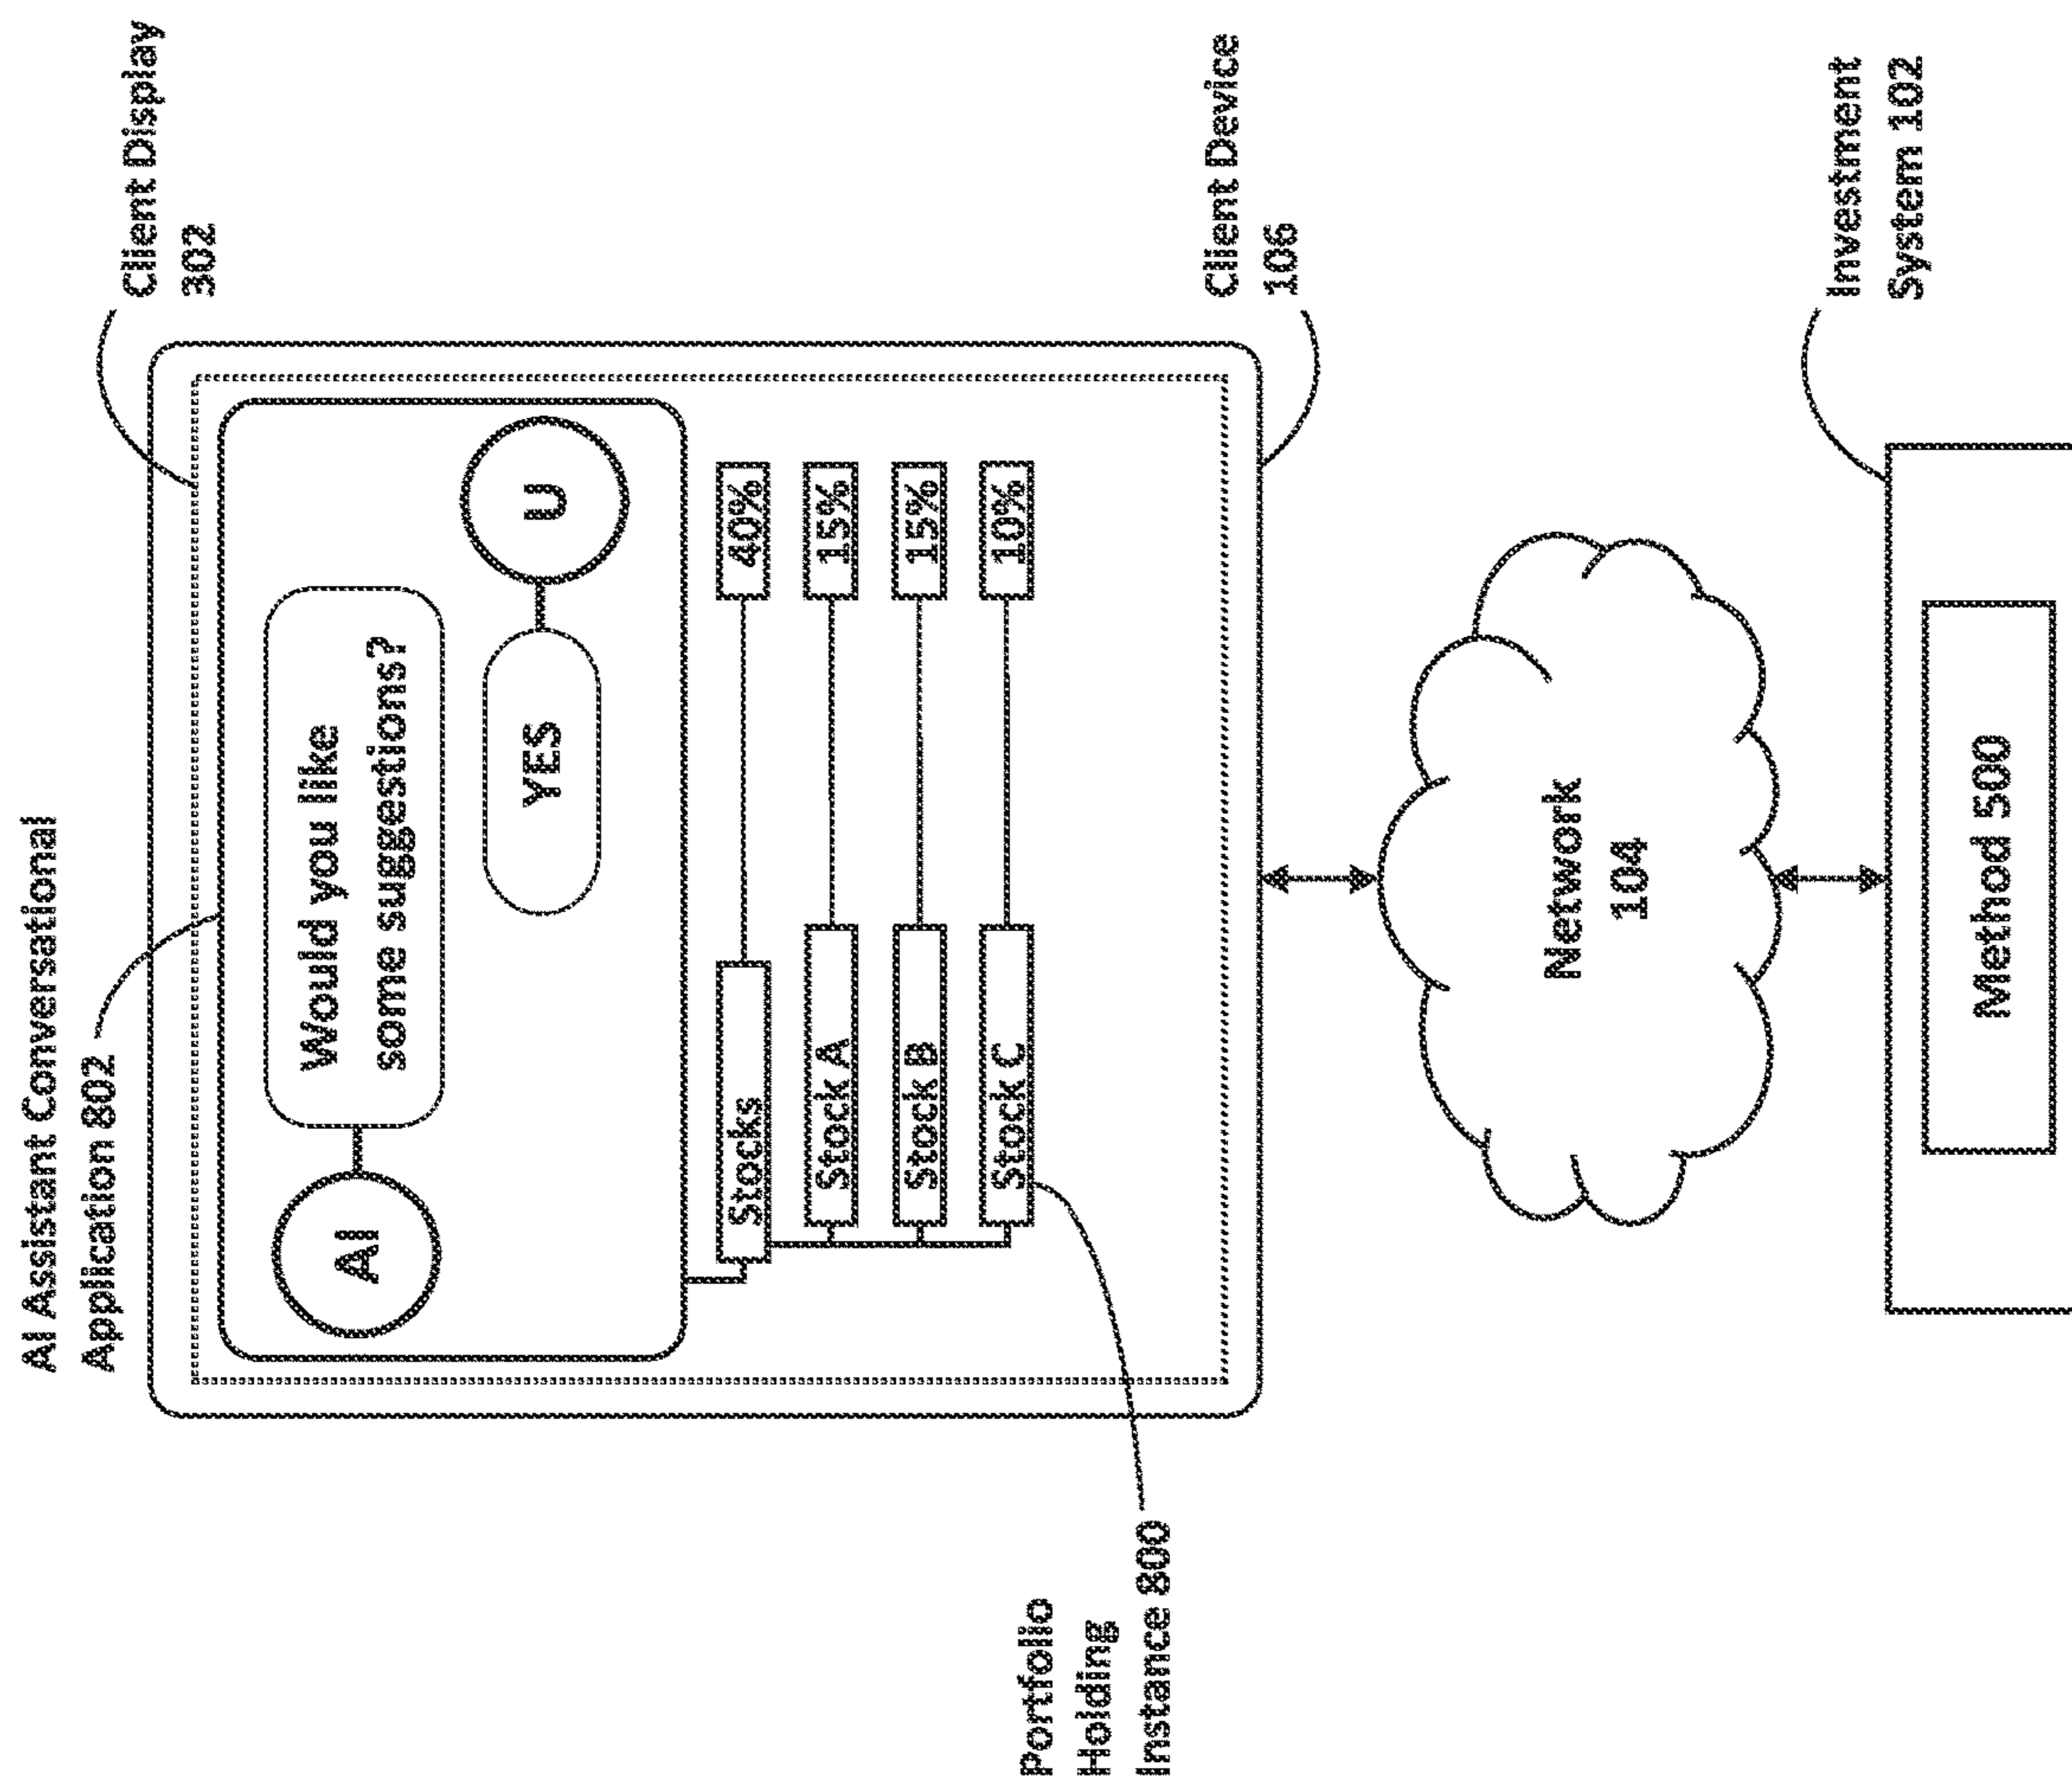 AI Assistant Conversational
Application 802
Client Display
302
AI
Would you like
some suggestions?
YES
U
Stocks
40%
Stock A
15%
Stock B
15%
Stock C
10%
Portfolio
Holding
Instance 800
Client Device
106
Network
104
Investment
System 102
Method 500